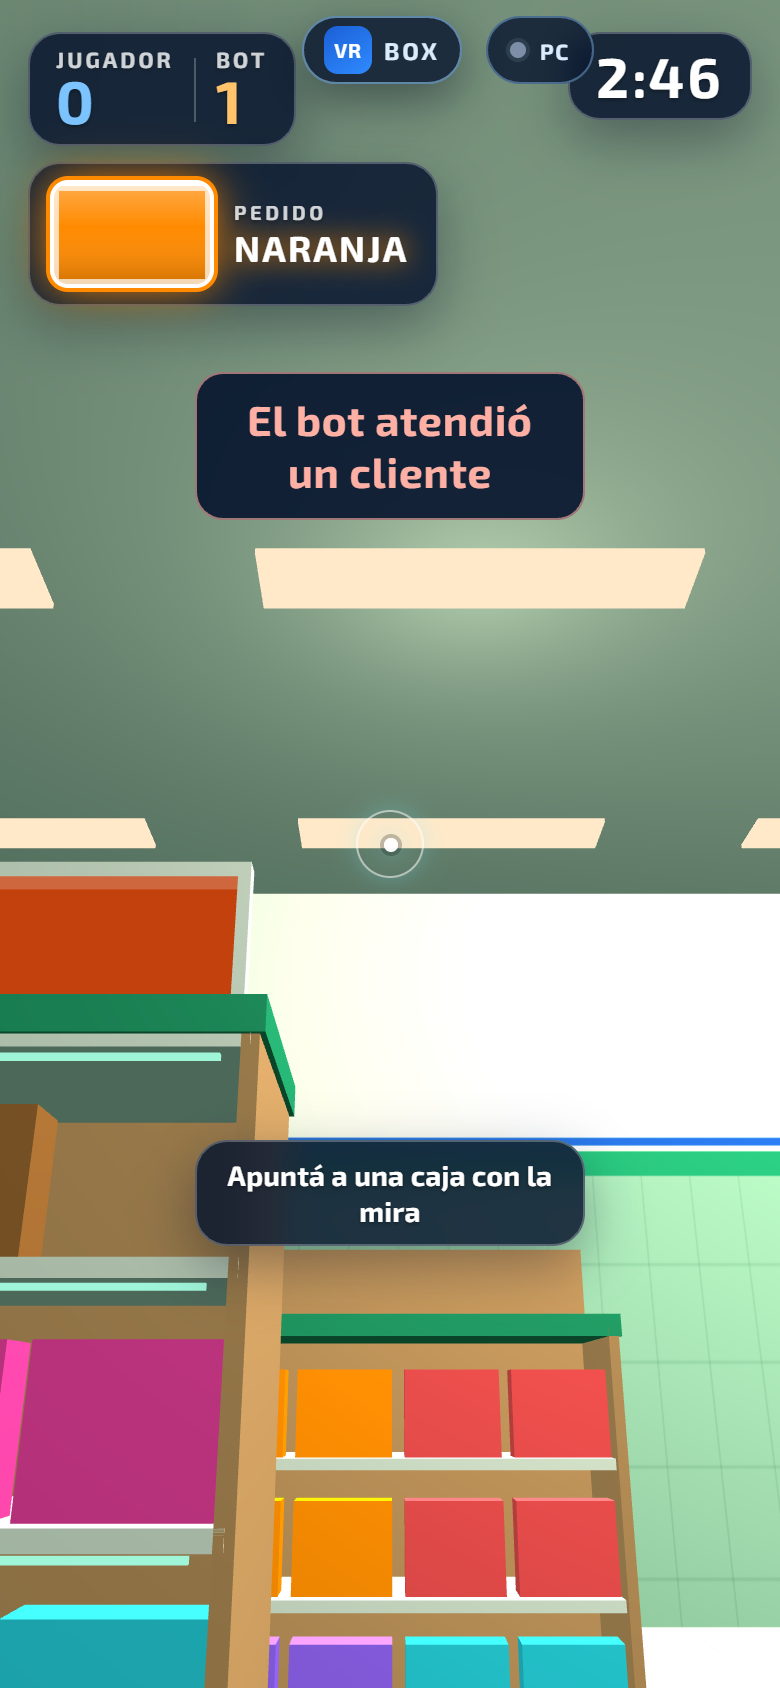 JUGADOR
0
BOT
1
VR BOX
PC
2:46
PEDIDO
NARANJA
El bot atendió
un cliente
Apuntá a una caja con la
mira